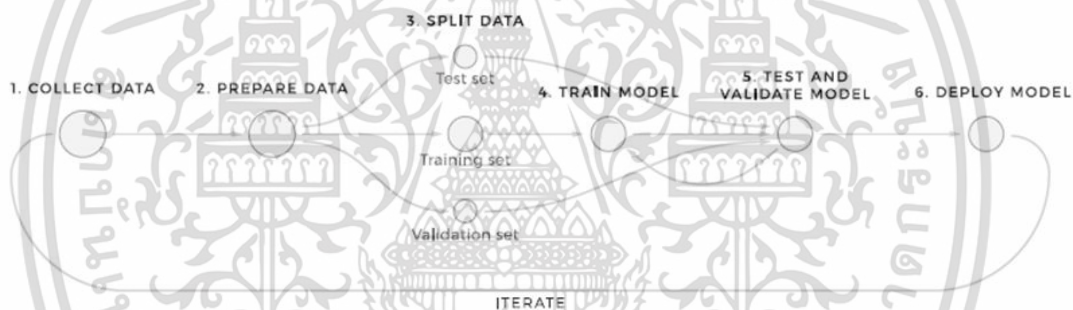 3. SPLIT DATA
Test set
1. COLLECT DATA
2. PREPARE DATA
4. TRAIN MODEL
5. TEST AND
VALIDATE MODEL
6. DEPLOY MODEL
Training set
Validation set
ITERATE